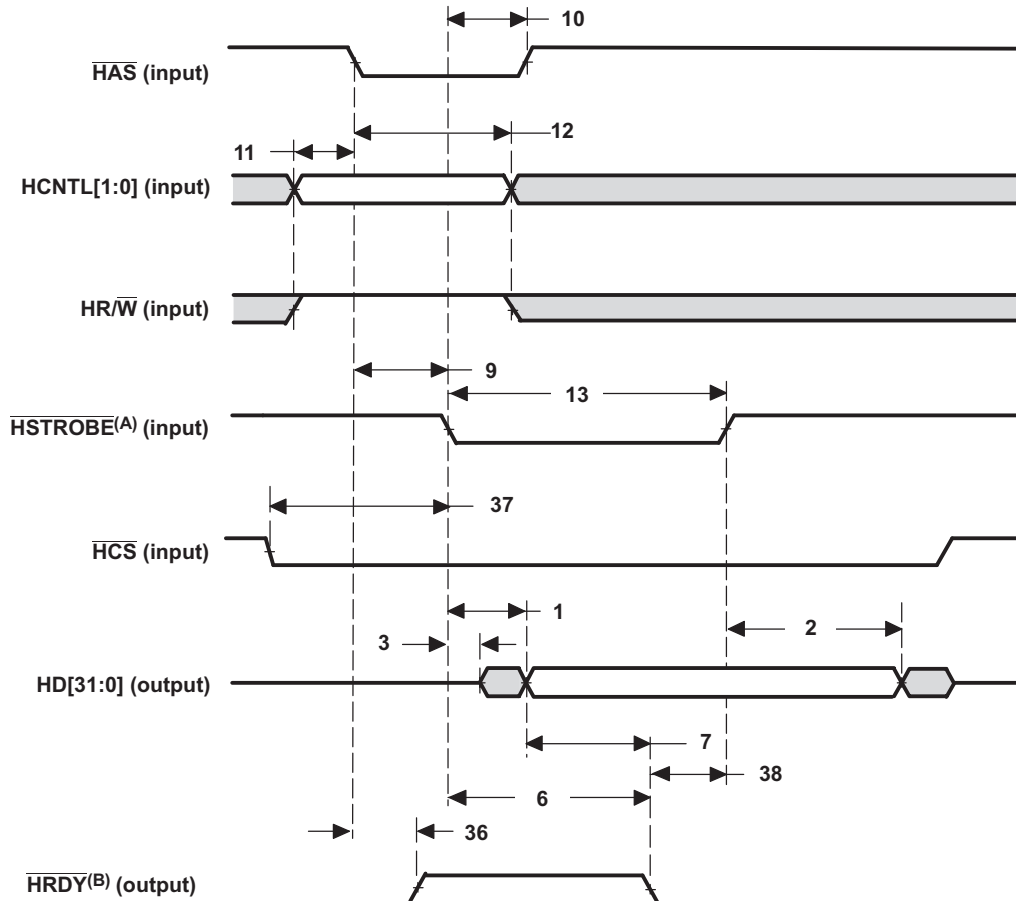 10
HAS (input)
12
11
HCNTL[1:0] (input)
HR/W (input)
9
13
HSTROBE(A) (input)
37
HCS (input)
1
2
3
HD[31:0] (output)
7
38
6
36
HRDY(B) (output)